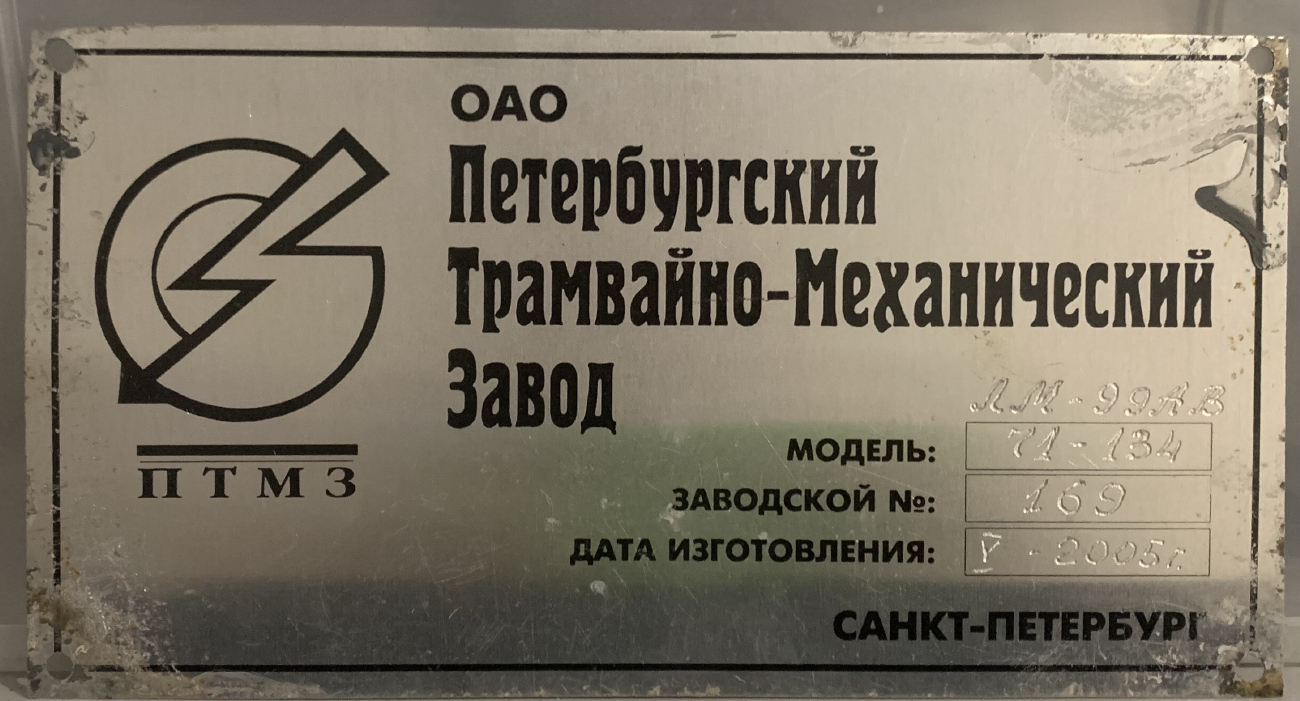 ОАО
Петербургский
Трамвайно-Механический
Завод
ПТМЗ
ЛМ-99АВ
МОДЕЛЬ: 71-134
ЗАВОДСКОЙ №: 169
ДАТА ИЗГОТОВЛЕНИЯ: V-2005г.
САНКТ-ПЕТЕРБУРГ